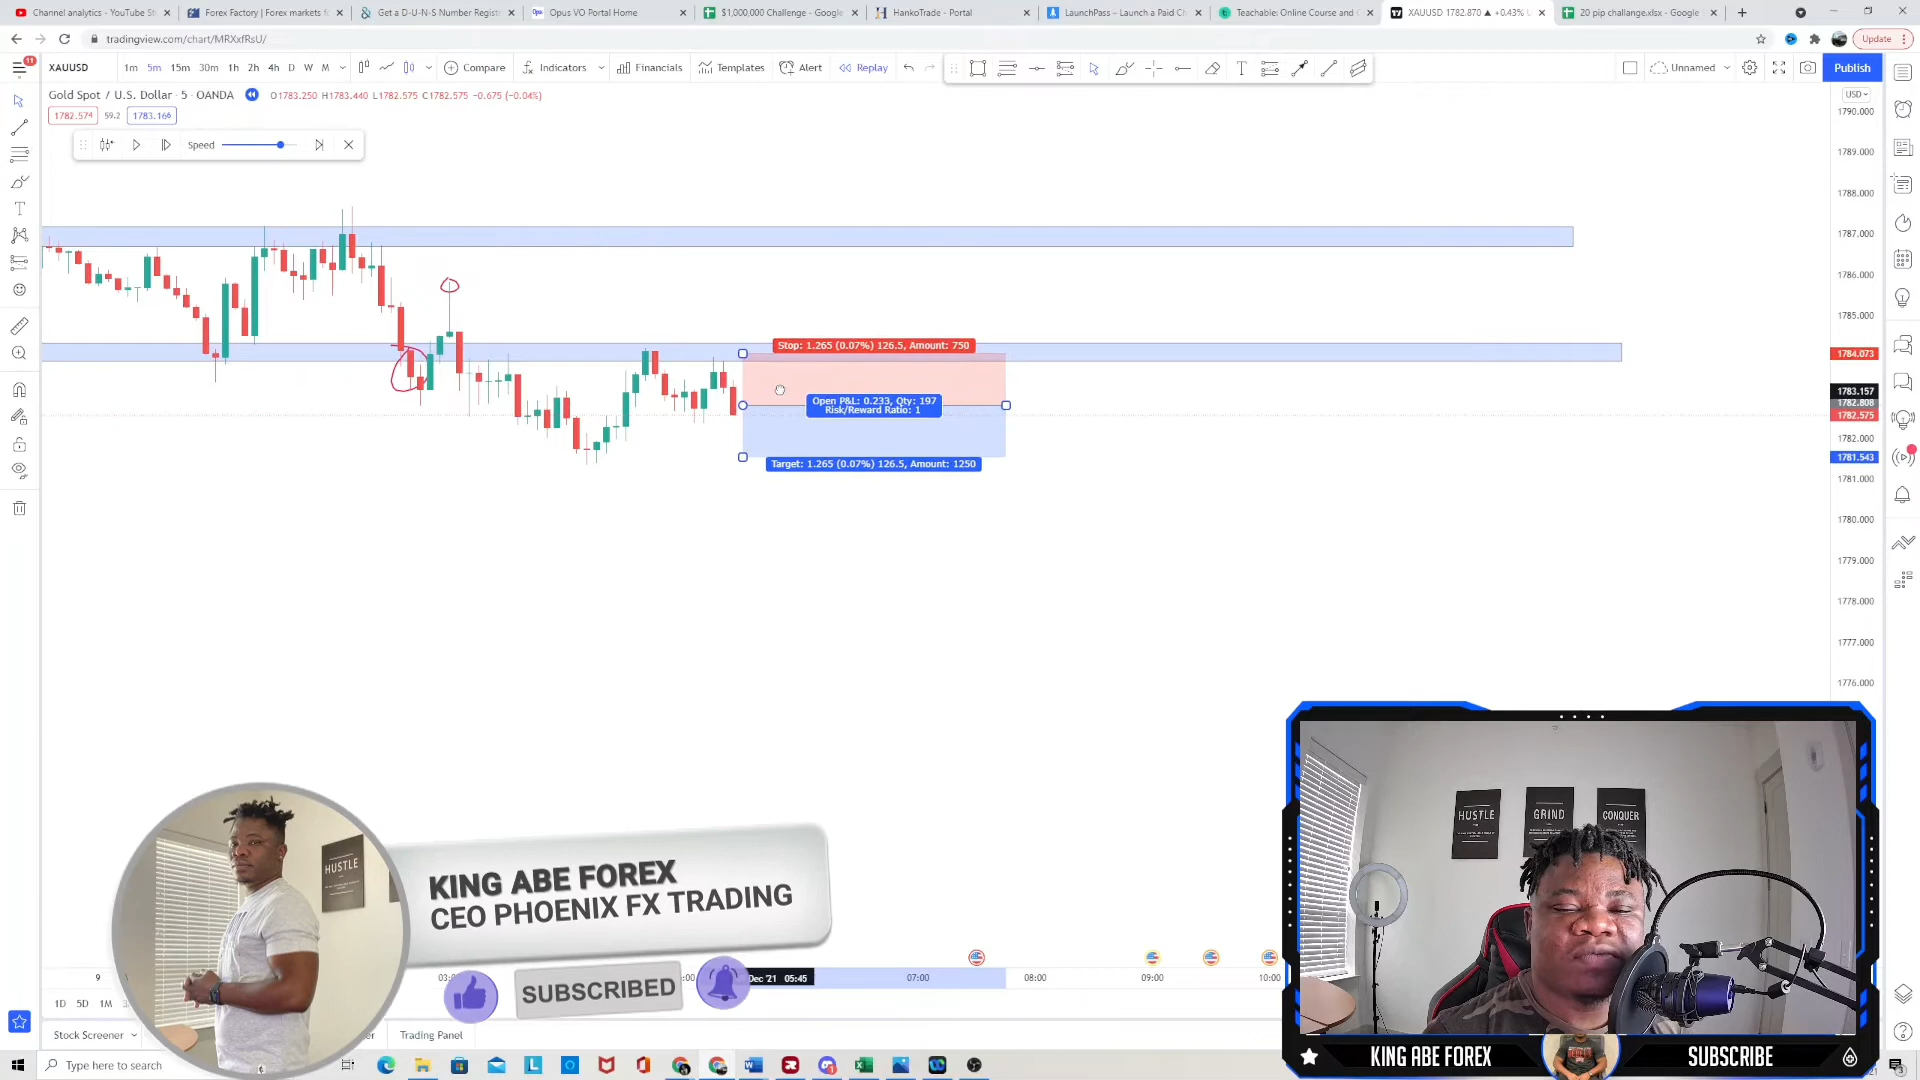 Channel analytics - YouTube St
Forex Factory | Forex markets fo
Get a D-U-N-S Number Registr
Opus VO Portal Home
$1,000,000 Challenge - Google
HankoTrade - Portal
LaunchPass – Launch a Paid Ch
Teachable: Online Course and C
XAUUSD 1782.870 ▲ +0.43% U
20 pip challange.xlsx - Google
tradingview.com/chart/MRXxfRsU/
Update
11
XAUUSD
1m 5m 15m 30m 1h 2h 4h D W M
Compare
Indicators
Financials
Templates
Alert
Replay
Unnamed
Publish
Gold Spot / U.S. Dollar · 5 · OANDA
O1783.250 H1783.440 L1782.575 C1782.575 −0.675 (−0.04%)
USD
1782.574 59.2 1783.166
Speed
1790.000
1789.000
1788.000
1787.000
1786.000
1785.000
1784.073
1783.157
1782.808
1782.575
1782.000
1781.543
1781.000
1780.000
1779.000
1778.000
1777.000
1776.000
Stop: 1.265 (0.07%) 126.5, Amount: 750
Open P&L: 0.233, Qty: 197
Risk/Reward Ratio: 1
Target: 1.265 (0.07%) 126.5, Amount: 1250
HUSTLE
GRIND
CONQUER
HUSTLE
KING ABE FOREX
CEO PHOENIX FX TRADING
SUBSCRIBED
9
Dec '21 05:45
07:00
08:00
09:00
10:00
1D 5D 1M
Stock Screener
Trading Panel
Type here to search
KING ABE FOREX
SUBSCRIBE